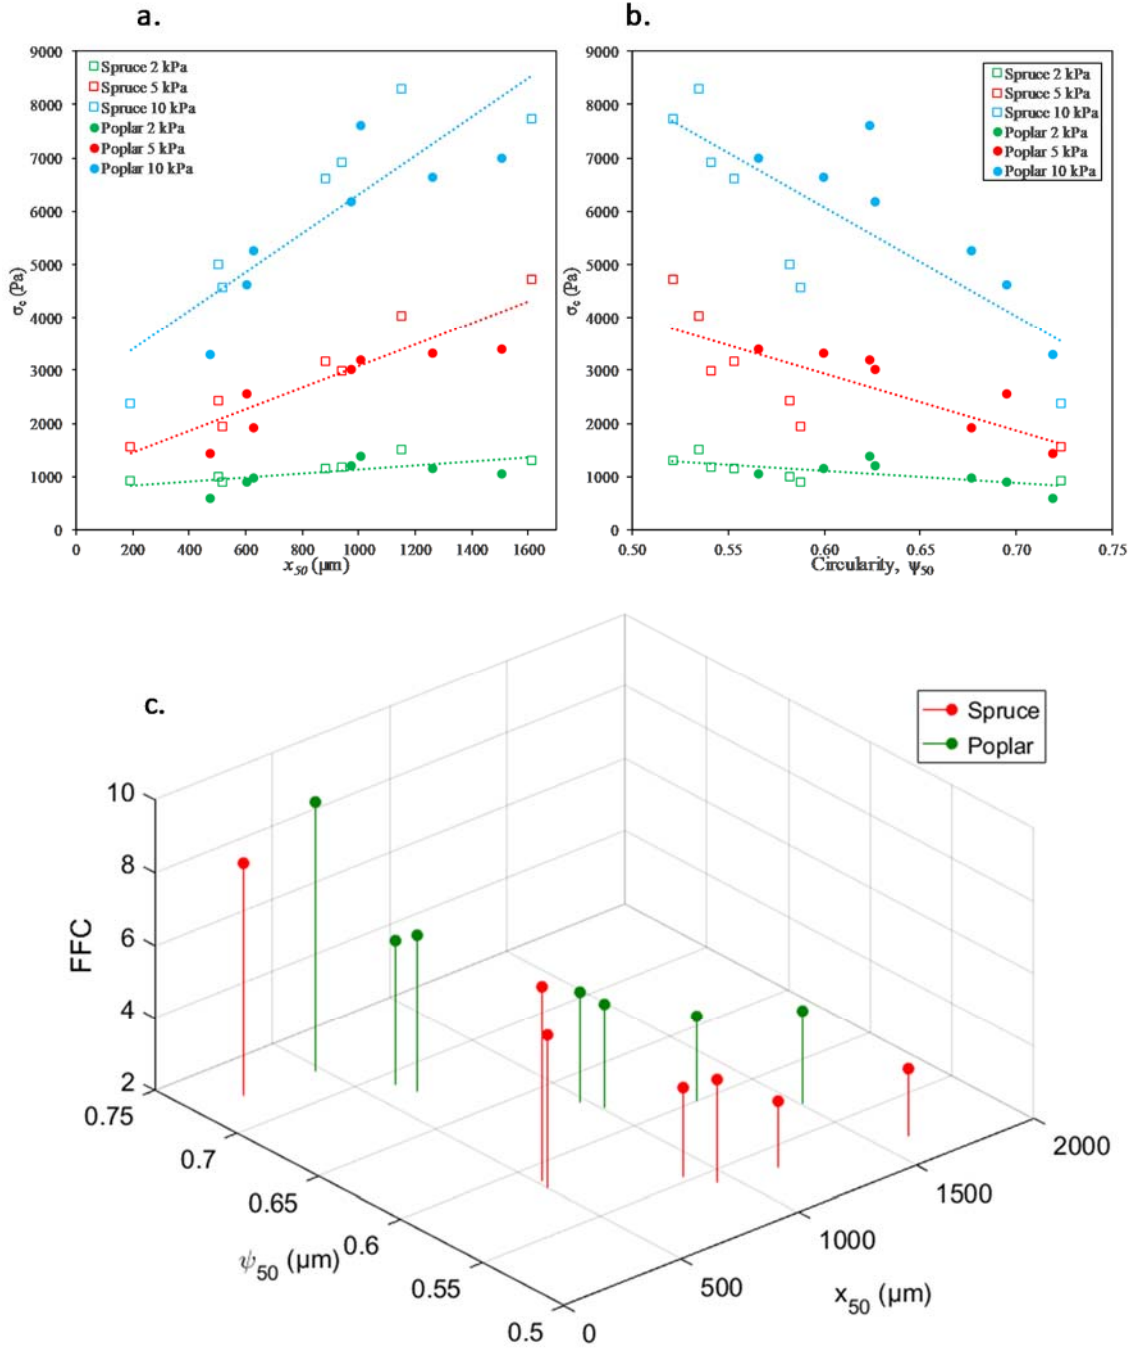 a.
9000
8000
7000
6000
5000
4000
3000
2000
1000
0
σc (Pa)
Spruce 2 kPa
Spruce 5 kPa
Spruce 10 kPa
Poplar 2 kPa
Poplar 5 kPa
Poplar 10 kPa
0 200 400 600 800 1000 1200 1400 1600
x50 (μm)
b.
9000
8000
7000
6000
5000
4000
3000
2000
1000
0
σc (Pa)
Spruce 2 kPa
Spruce 5 kPa
Spruce 10 kPa
Poplar 2 kPa
Poplar 5 kPa
Poplar 10 kPa
0.50 0.55 0.60 0.65 0.70 0.75
Circularity, ψ50
c.
Spruce
Poplar
10
8
6
4
2
FFC
0.75
0.7
0.65
0.6
0.55
0.5
ψ50 (μm)
0
500
1000
1500
2000
x50 (μm)